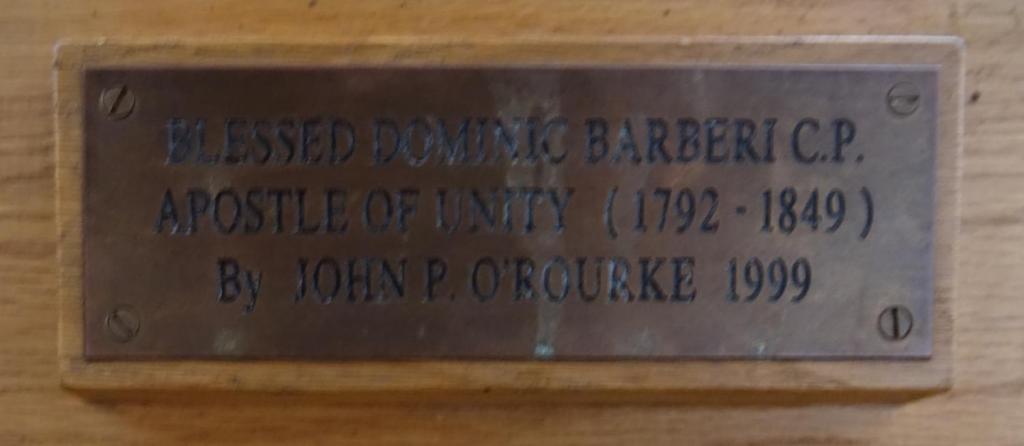 BLESSED DOMINIC BARBERI C.P.
APOSTLE OF UNITY (1792 - 1849)
By JOHN P. O'ROURKE 1999